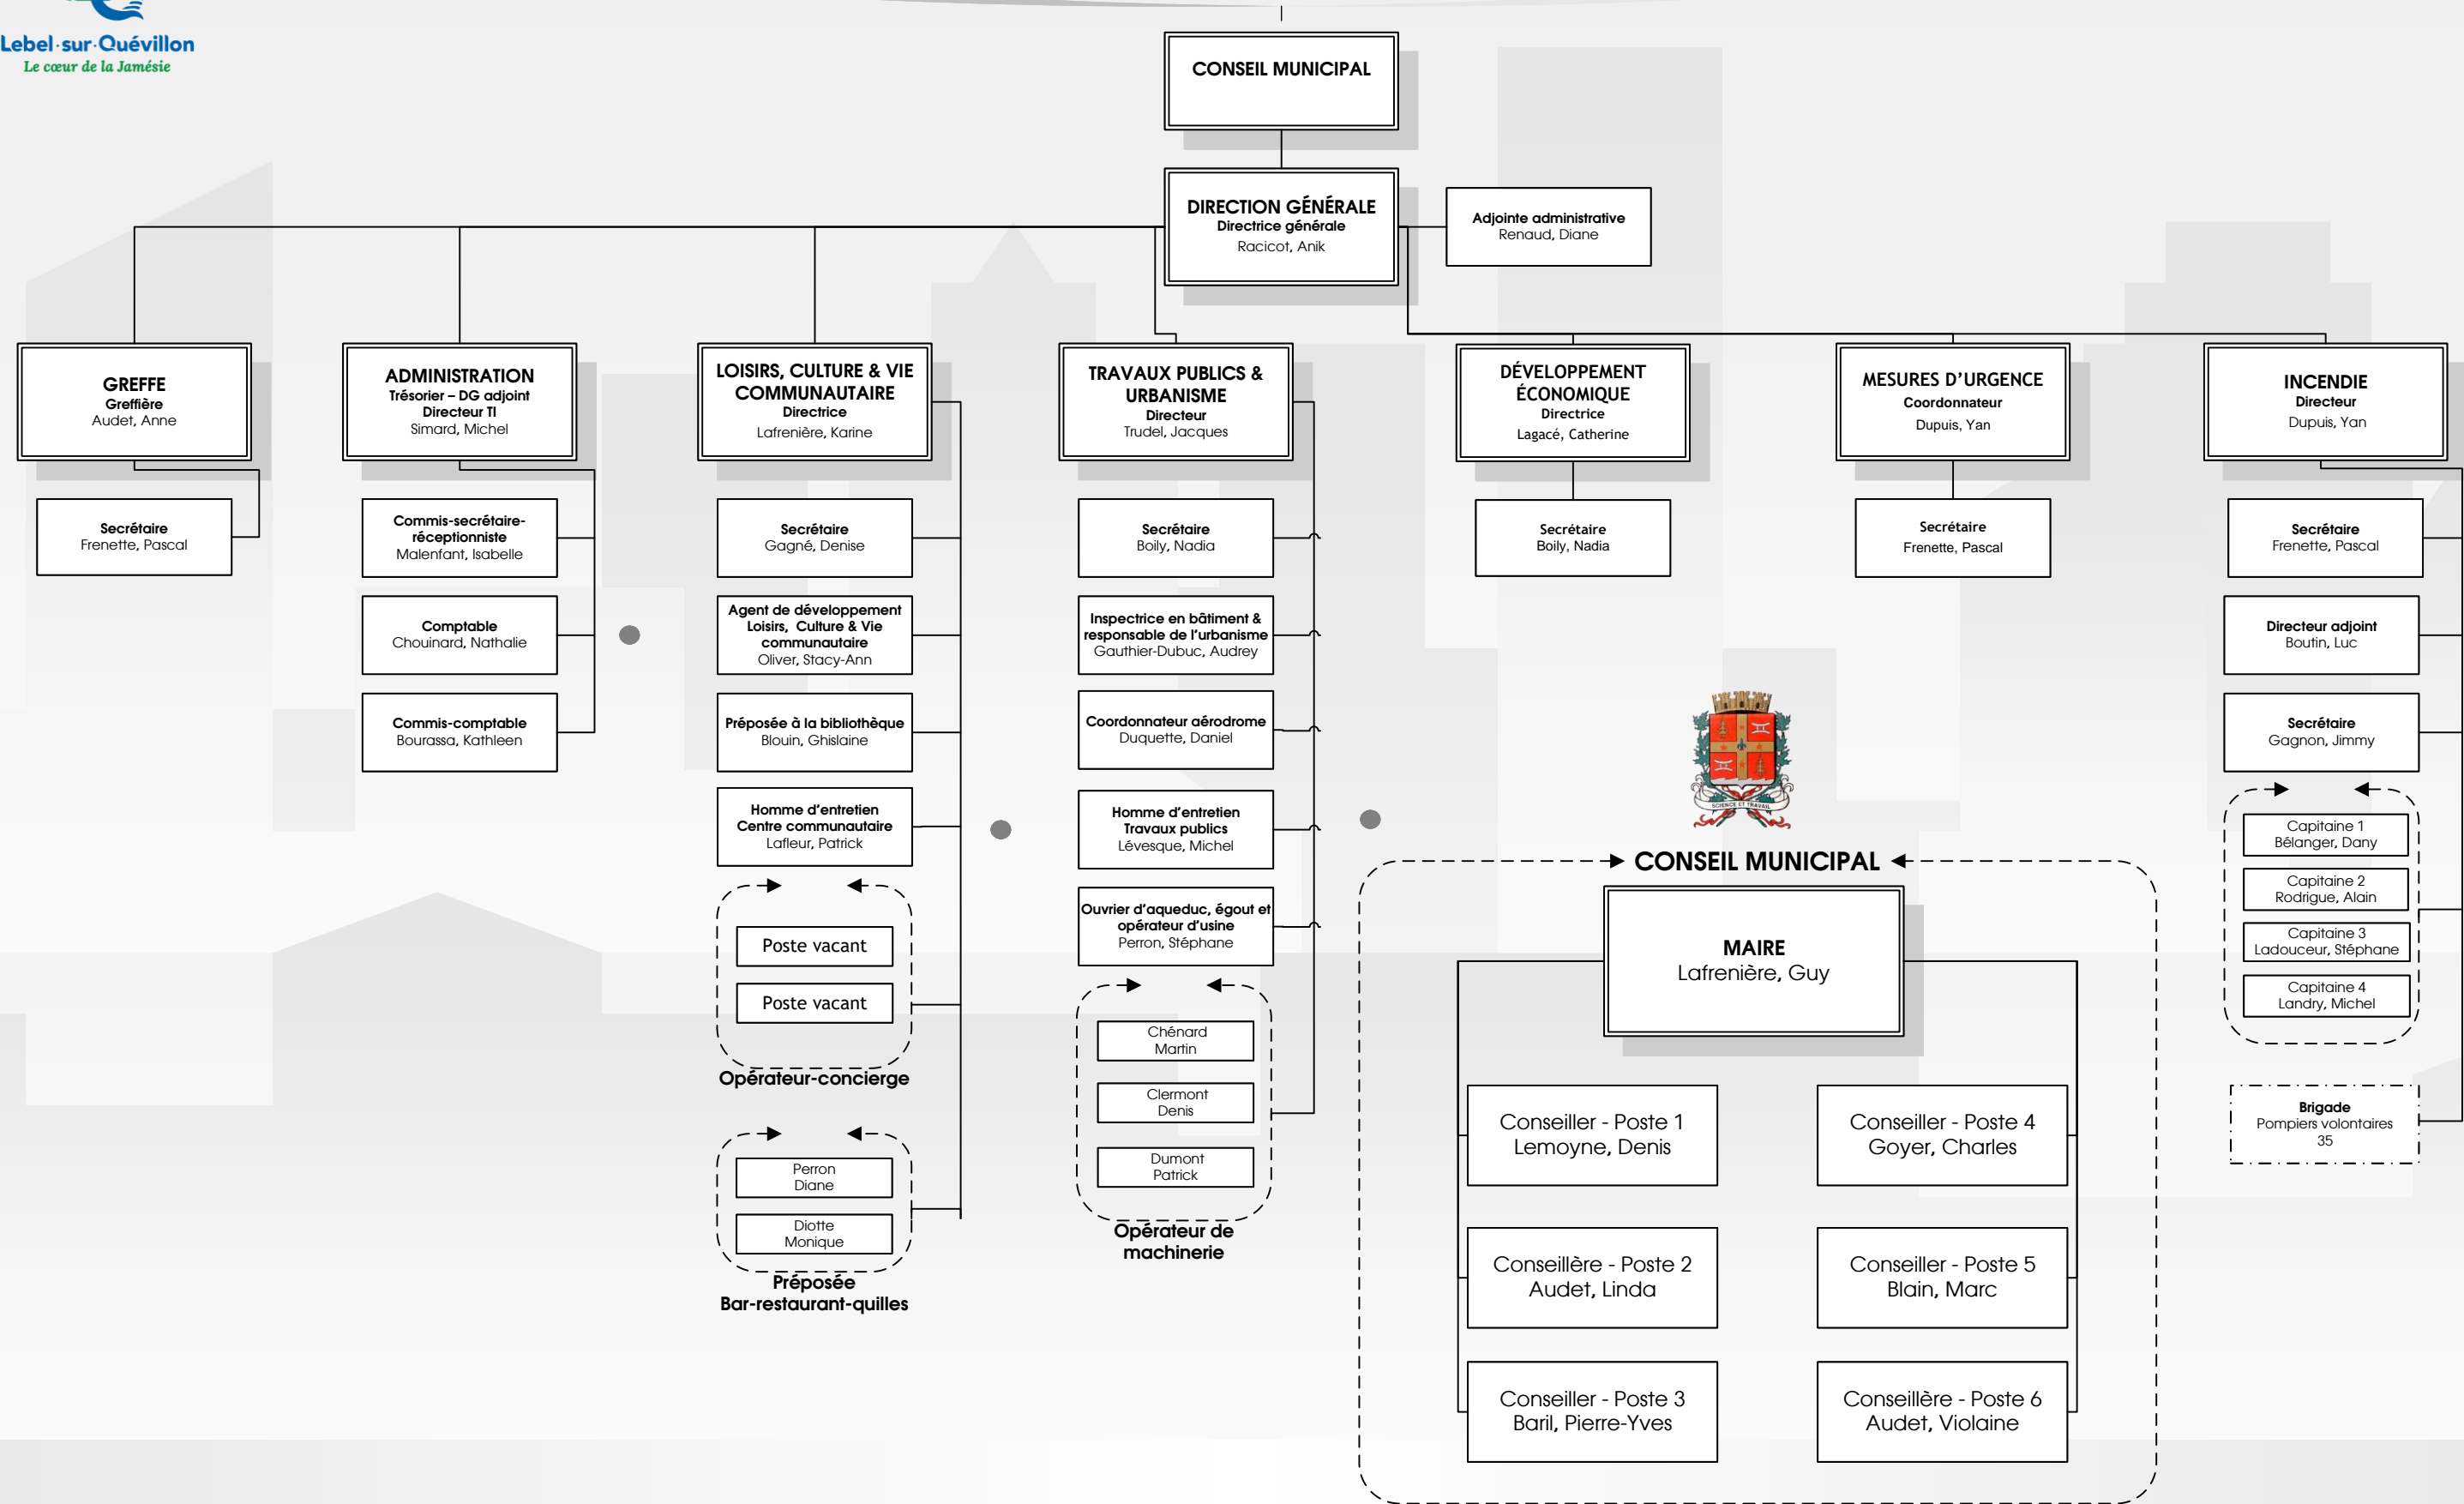 Lebel·sur·Quévillon
Le cœur de la Jamésie
CONSEIL MUNICIPAL
DIRECTION GÉNÉRALE
Directrice générale
Racicot, Anik
Adjointe administrative
Renaud, Diane
GREFFE
Greffière
Audet, Anne
Secrétaire
Frenette, Pascal
ADMINISTRATION
Trésorier – DG adjoint
Directeur TI
Simard, Michel
Commis-secrétaire-
réceptionniste
Malenfant, Isabelle
Comptable
Chouinard, Nathalie
Commis-comptable
Bourassa, Kathleen
LOISIRS, CULTURE & VIE
COMMUNAUTAIRE
Directrice
Lafrenière, Karine
Secrétaire
Gagné, Denise
Agent de développement
Loisirs, Culture & Vie
communautaire
Oliver, Stacy-Ann
Préposée à la bibliothèque
Blouin, Ghislaine
Homme d'entretien
Centre communautaire
Lafleur, Patrick
Poste vacant
Poste vacant
Opérateur-concierge
Perron
Diane
Diotte
Monique
Préposée
Bar-restaurant-quilles
TRAVAUX PUBLICS &
URBANISME
Directeur
Trudel, Jacques
Secrétaire
Boily, Nadia
Inspectrice en bâtiment &
responsable de l'urbanisme
Gauthier-Dubuc, Audrey
Coordonnateur aérodrome
Duquette, Daniel
Homme d'entretien
Travaux publics
Lévesque, Michel
Ouvrier d'aqueduc, égout et
opérateur d'usine
Perron, Stéphane
Chénard
Martin
Clermont
Denis
Dumont
Patrick
Opérateur de
machinerie
DÉVELOPPEMENT
ÉCONOMIQUE
Directrice
Lagacé, Catherine
Secrétaire
Boily, Nadia
MESURES D'URGENCE
Coordonnateur
Dupuis, Yan
Secrétaire
Frenette, Pascal
INCENDIE
Directeur
Dupuis, Yan
Secrétaire
Frenette, Pascal
Directeur adjoint
Boutin, Luc
Secrétaire
Gagnon, Jimmy
Capitaine 1
Bélanger, Dany
Capitaine 2
Rodrigue, Alain
Capitaine 3
Ladouceur, Stéphane
Capitaine 4
Landry, Michel
Brigade
Pompiers volontaires
35
SCIENCE ET TRAVAIL
CONSEIL MUNICIPAL
MAIRE
Lafrenière, Guy
Conseiller - Poste 1
Lemoyne, Denis
Conseillère - Poste 2
Audet, Linda
Conseiller - Poste 3
Baril, Pierre-Yves
Conseiller - Poste 4
Goyer, Charles
Conseiller - Poste 5
Blain, Marc
Conseillère - Poste 6
Audet, Violaine